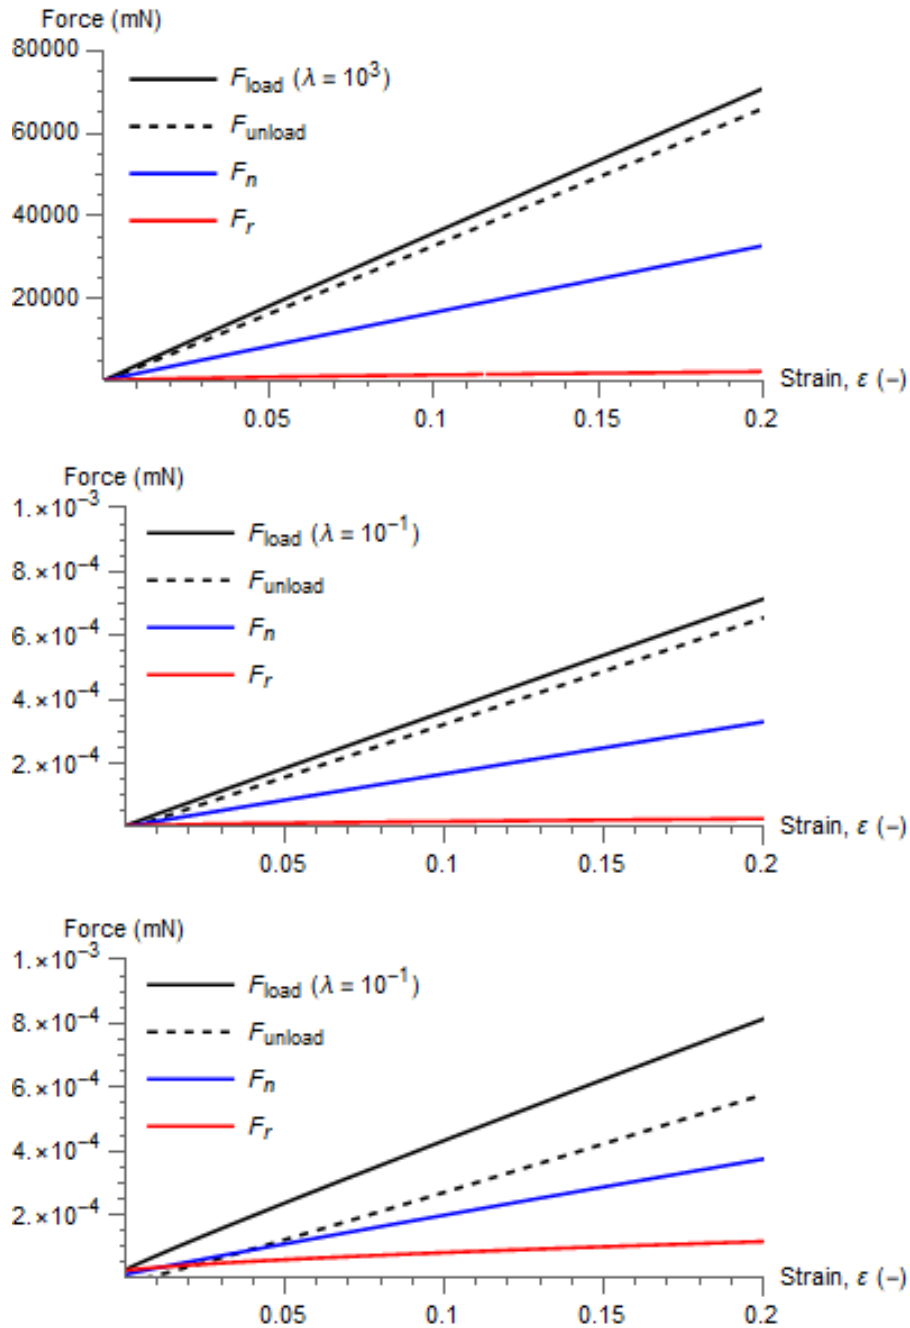 Force (mN)
80000
60000
40000
20000
F_load (λ = 10³)
F_unload
F_n
F_r
0.05 0.1 0.15 0.2
Strain, ε (−)
Force (mN)
1.×10⁻³
8.×10⁻⁴
6.×10⁻⁴
4.×10⁻⁴
2.×10⁻⁴
F_load (λ = 10⁻¹)
F_unload
F_n
F_r
0.05 0.1 0.15 0.2
Strain, ε (−)
Force (mN)
1.×10⁻³
8.×10⁻⁴
6.×10⁻⁴
4.×10⁻⁴
2.×10⁻⁴
F_load (λ = 10⁻¹)
F_unload
F_n
F_r
0.05 0.1 0.15 0.2
Strain, ε (−)